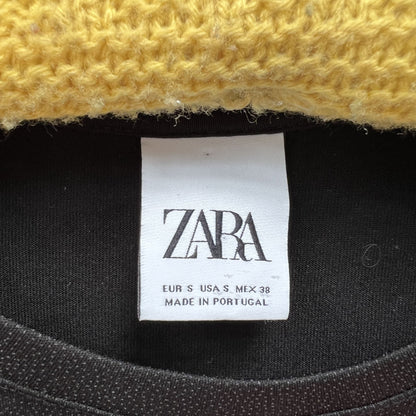 ZARA
EUR S USA S MEX 38
MADE IN PORTUGAL